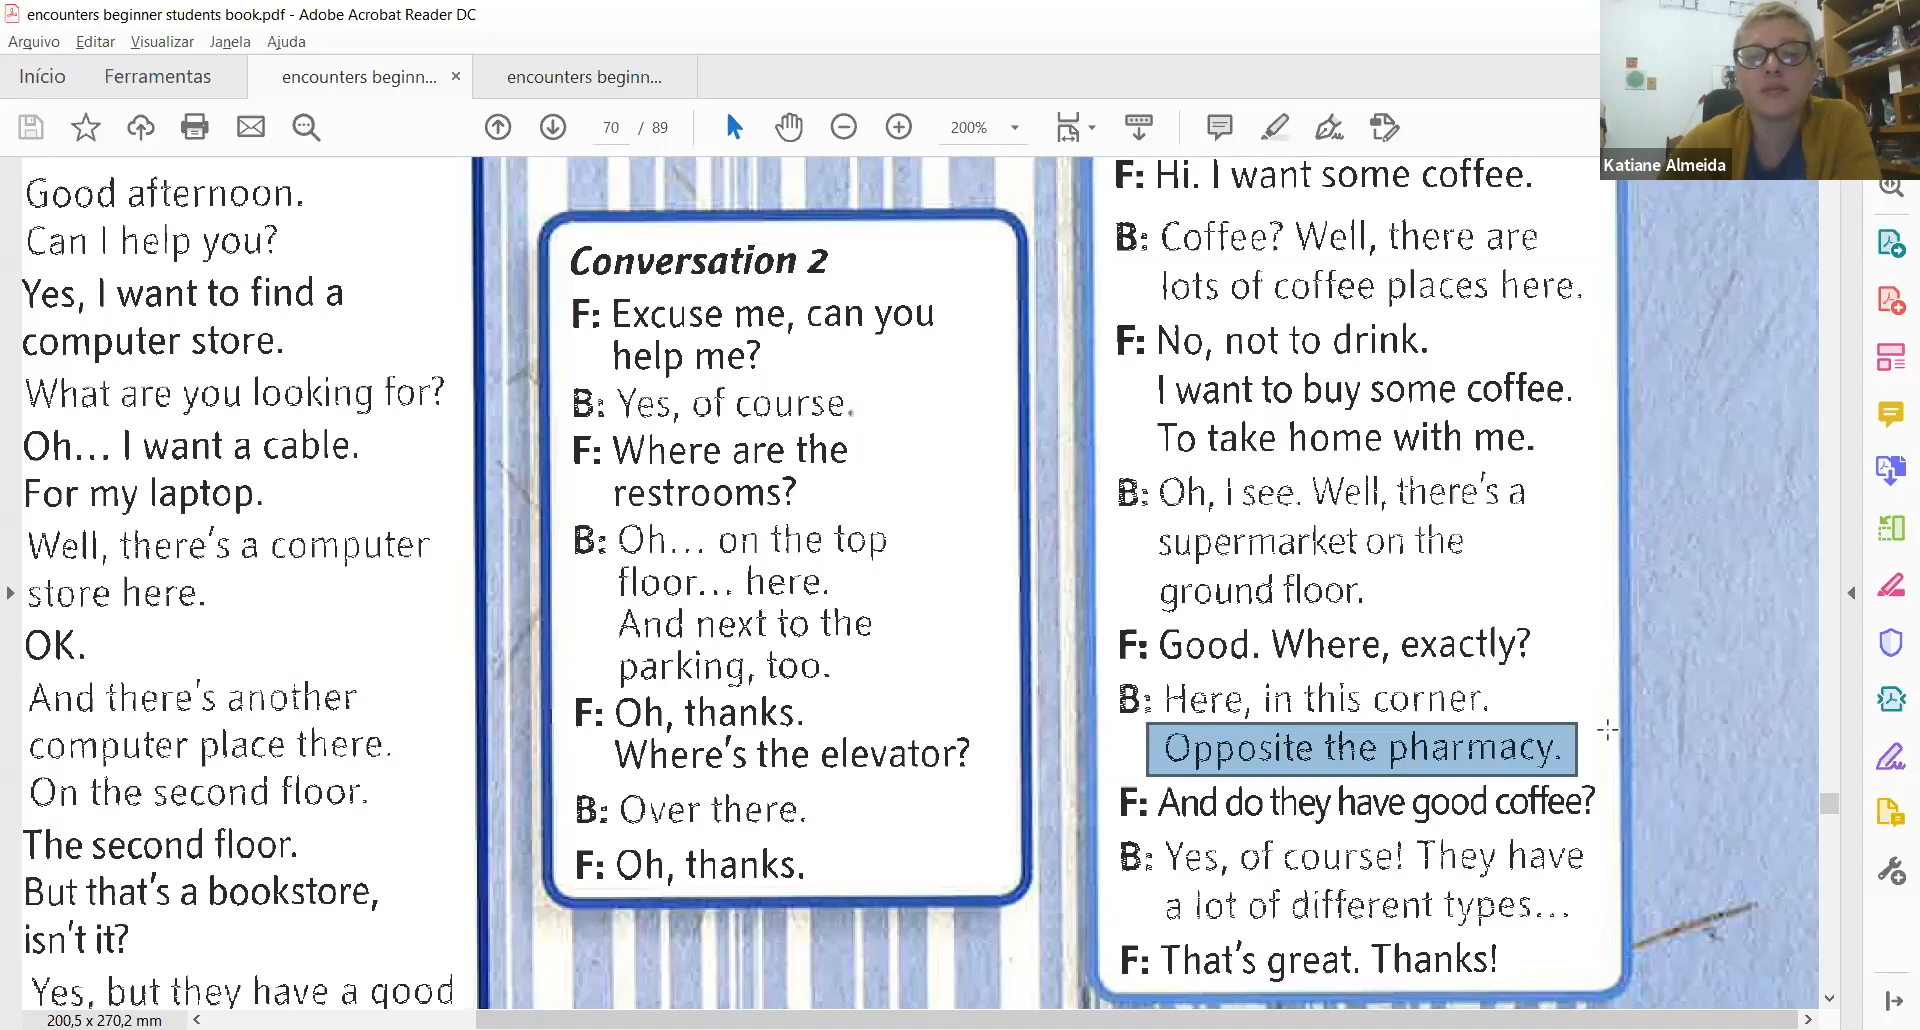 encounters beginner students book.pdf - Adobe Acrobat Reader DC
Arquivo Editar Visualizar Janela Ajuda
Início Ferramentas encounters beginn... × encounters beginn...
70 / 89 200%
Katiane Almeida
Good afternoon.
Can I help you?
Yes, I want to find a
computer store.
What are you looking for?
Oh... I want a cable.
For my laptop.
Well, there's a computer
store here.
OK.
And there's another
computer place there.
On the second floor.
The second floor.
But that's a bookstore,
isn't it?
Yes, but they have a good
Conversation 2
F: Excuse me, can you
help me?
B: Yes, of course.
F: Where are the
restrooms?
B: Oh... on the top
floor... here.
And next to the
parking, too.
F: Oh, thanks.
Where's the elevator?
B: Over there.
F: Oh, thanks.
F: Hi. I want some coffee.
B: Coffee? Well, there are
lots of coffee places here.
F: No, not to drink.
I want to buy some coffee.
To take home with me.
B: Oh, I see. Well, there's a
supermarket on the
ground floor.
F: Good. Where, exactly?
B: Here, in this corner.
Opposite the pharmacy.
F: And do they have good coffee?
B: Yes, of course! They have
a lot of different types...
F: That's great. Thanks!
200,5 x 270,2 mm